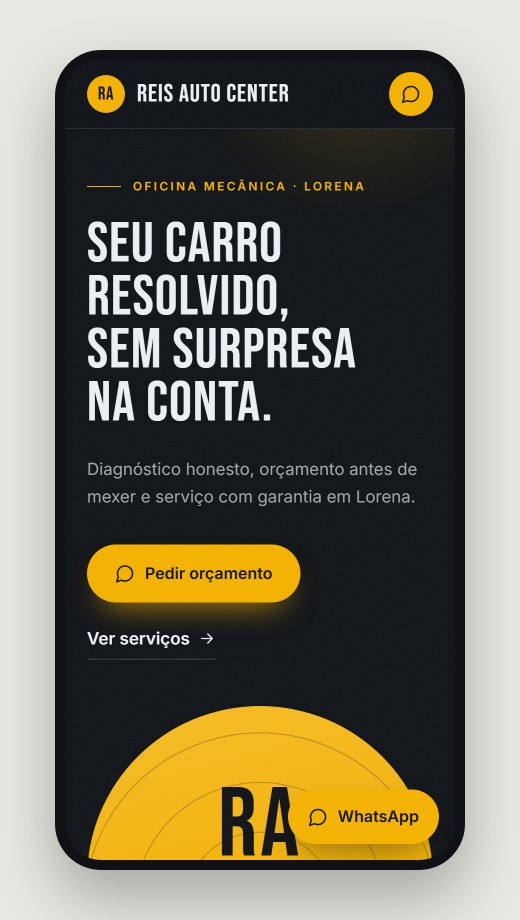 RA REIS AUTO CENTER
OFICINA MECÂNICA · LORENA
SEU CARRO
RESOLVIDO,
SEM SURPRESA
NA CONTA.
Diagnóstico honesto, orçamento antes de
mexer e serviço com garantia em Lorena.
Pedir orçamento
Ver serviços →
RA
WhatsApp